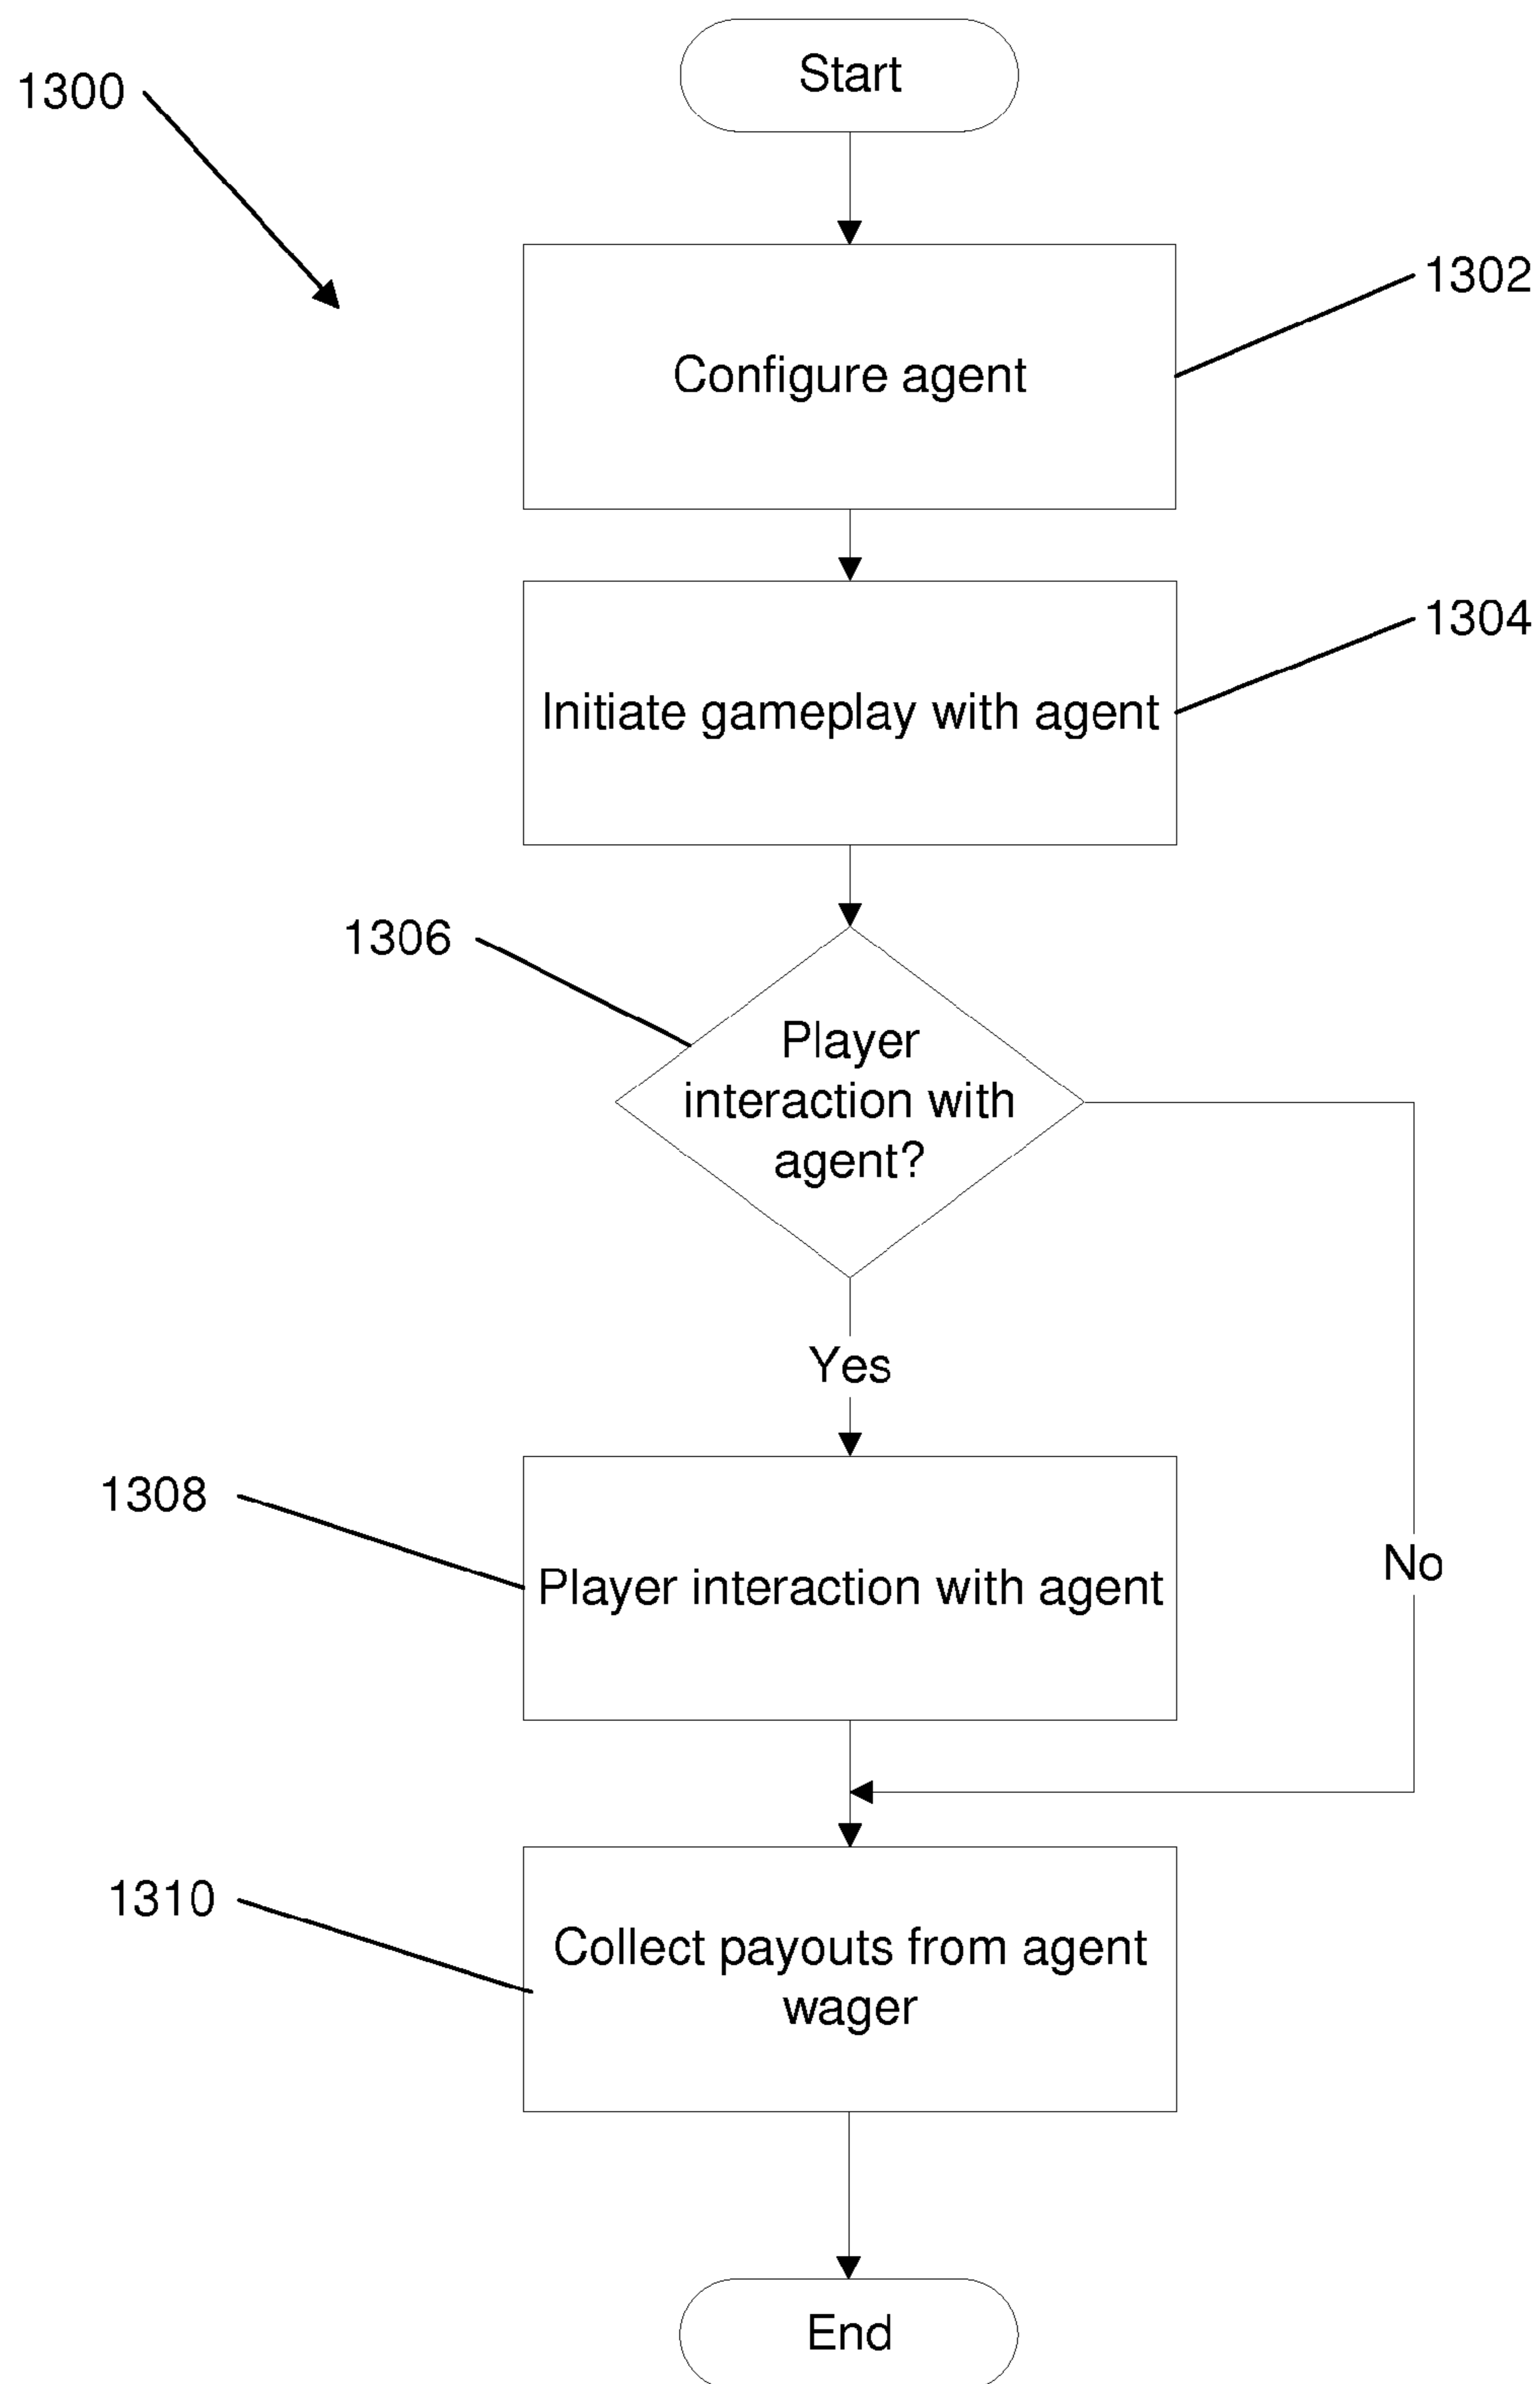 Start
1300
1302
Configure agent
1304
Initiate gameplay with agent
1306
Player
interaction with
agent?
Yes
1308
No
Player interaction with agent
1310
Collect payouts from agent
wager
End